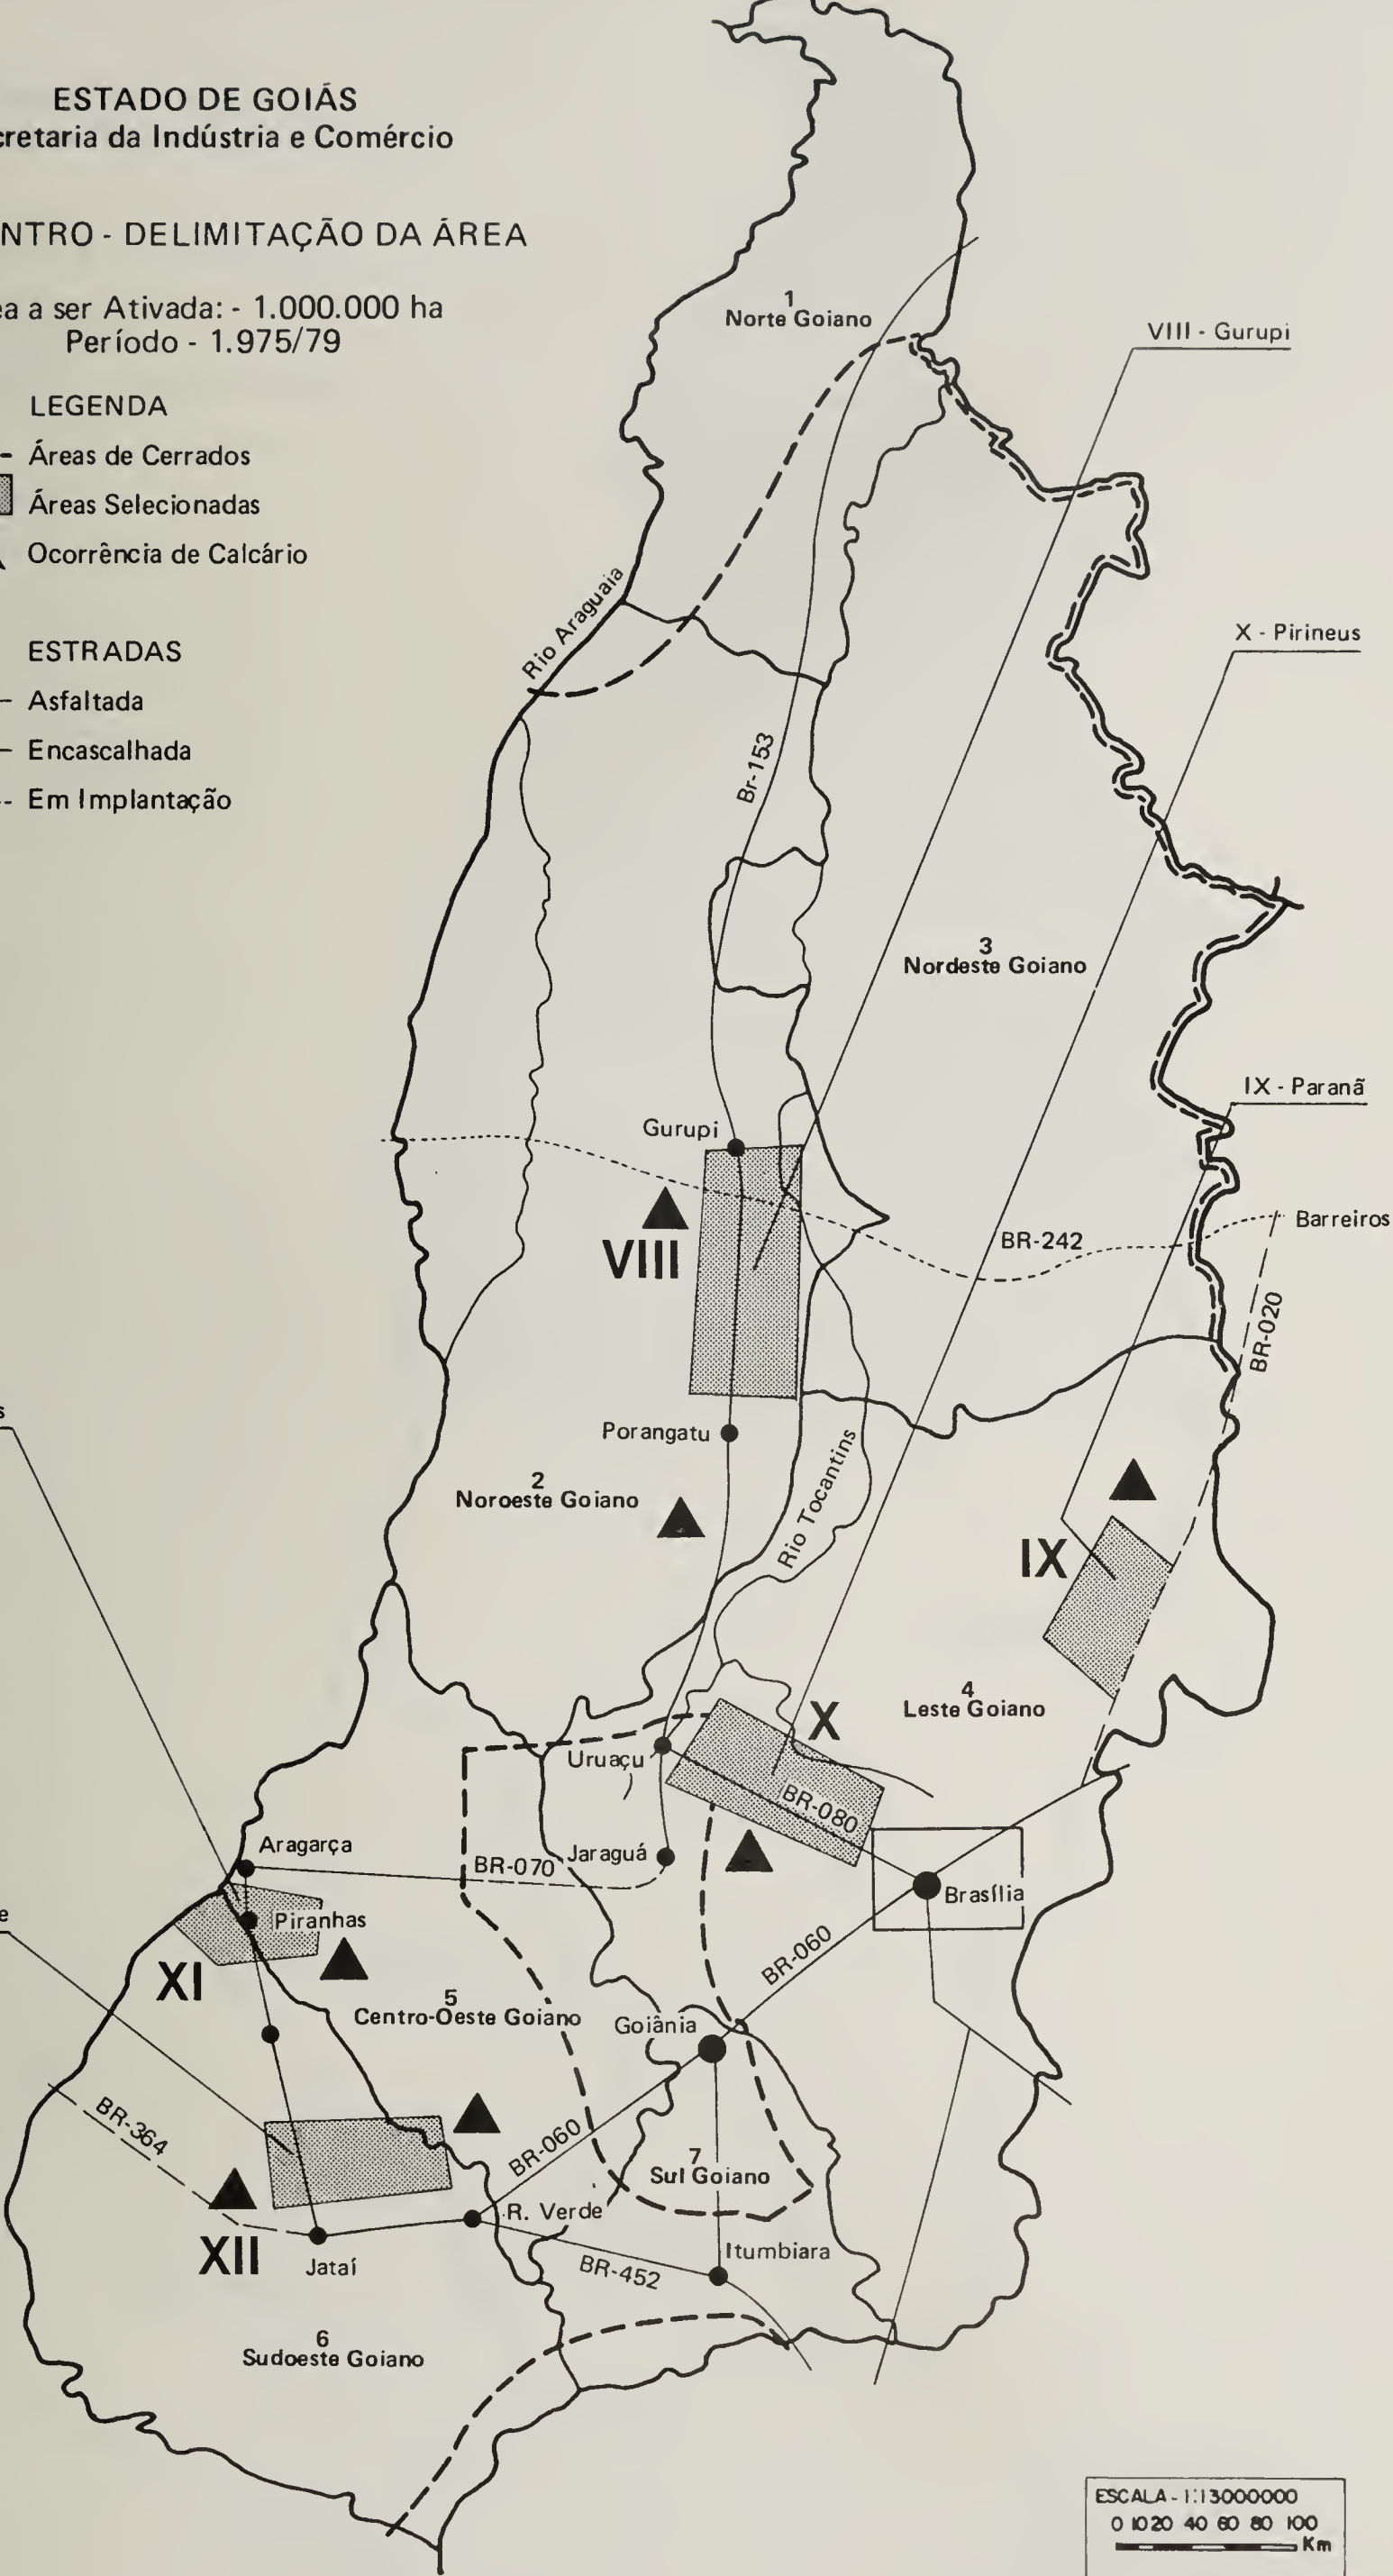 ESTADO DE GOIÁS
cretaria da Indústria e Comércio
NTRO - DELIMITAÇÃO DA ÁREA
a a ser Ativada: - 1.000.000 ha
Período - 1.975/79
LEGENDA
Áreas de Cerrados
Áreas Selecionadas
Ocorrência de Calcário
ESTRADAS
Asfaltada
Encascalhada
Em Implantação
1
Norte Goiano
VIII - Gurupi
Rio Araguaia
X - Pirineus
Br-153
3
Nordeste Goiano
IX - Paranã
Gurupi
VIII
BR-242
Barreiros
BR-020
s
Porangatu
2
Noroeste Goiano
Rio Tocantins
IX
4
Leste Goiano
X
Uruaçu
BR-080
Aragarça
BR-070
Jaraguá
Brasília
e
Piranhas
XI
BR-060
5
Centro-Oeste Goiano
Goiânia
BR-364
BR-060
7
Sul Goiano
R. Verde
XII
Jataí
Itumbiara
BR-452
6
Sudoeste Goiano
ESCALA - 1:13000000
0 10 20 40 60 80 100
Km